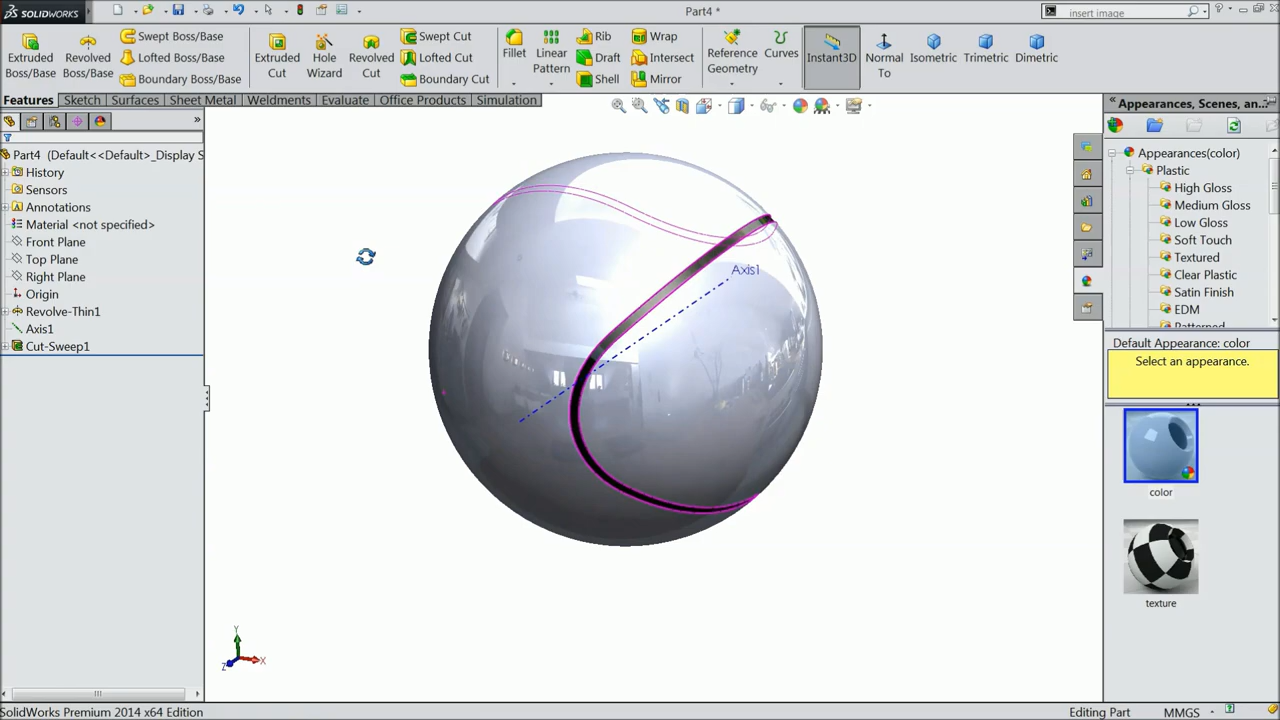 SOLIDWORKS
Part4 *
insert image
Extruded Boss/Base
Revolved Boss/Base
Swept Boss/Base
Lofted Boss/Base
Boundary Boss/Base
Extruded Cut
Hole Wizard
Revolved Cut
Swept Cut
Lofted Cut
Boundary Cut
Fillet
Linear Pattern
Rib
Draft
Shell
Wrap
Intersect
Mirror
Reference Geometry
Curves
Instant3D
Normal To
Isometric
Trimetric
Dimetric
Features
Sketch
Surfaces
Sheet Metal
Weldments
Evaluate
Office Products
Simulation
Part4 (Default<<Default>_Display S
History
Sensors
Annotations
Material <not specified>
Front Plane
Top Plane
Right Plane
Origin
Revolve-Thin1
Axis1
Cut-Sweep1
Axis1
Y
X
Z
Appearances, Scenes, an...
Appearances(color)
Plastic
High Gloss
Medium Gloss
Low Gloss
Soft Touch
Textured
Clear Plastic
Satin Finish
EDM
Patterned
Default Appearance: color
Select an appearance.
color
texture
SolidWorks Premium 2014 x64 Edition
Editing Part
MMGS